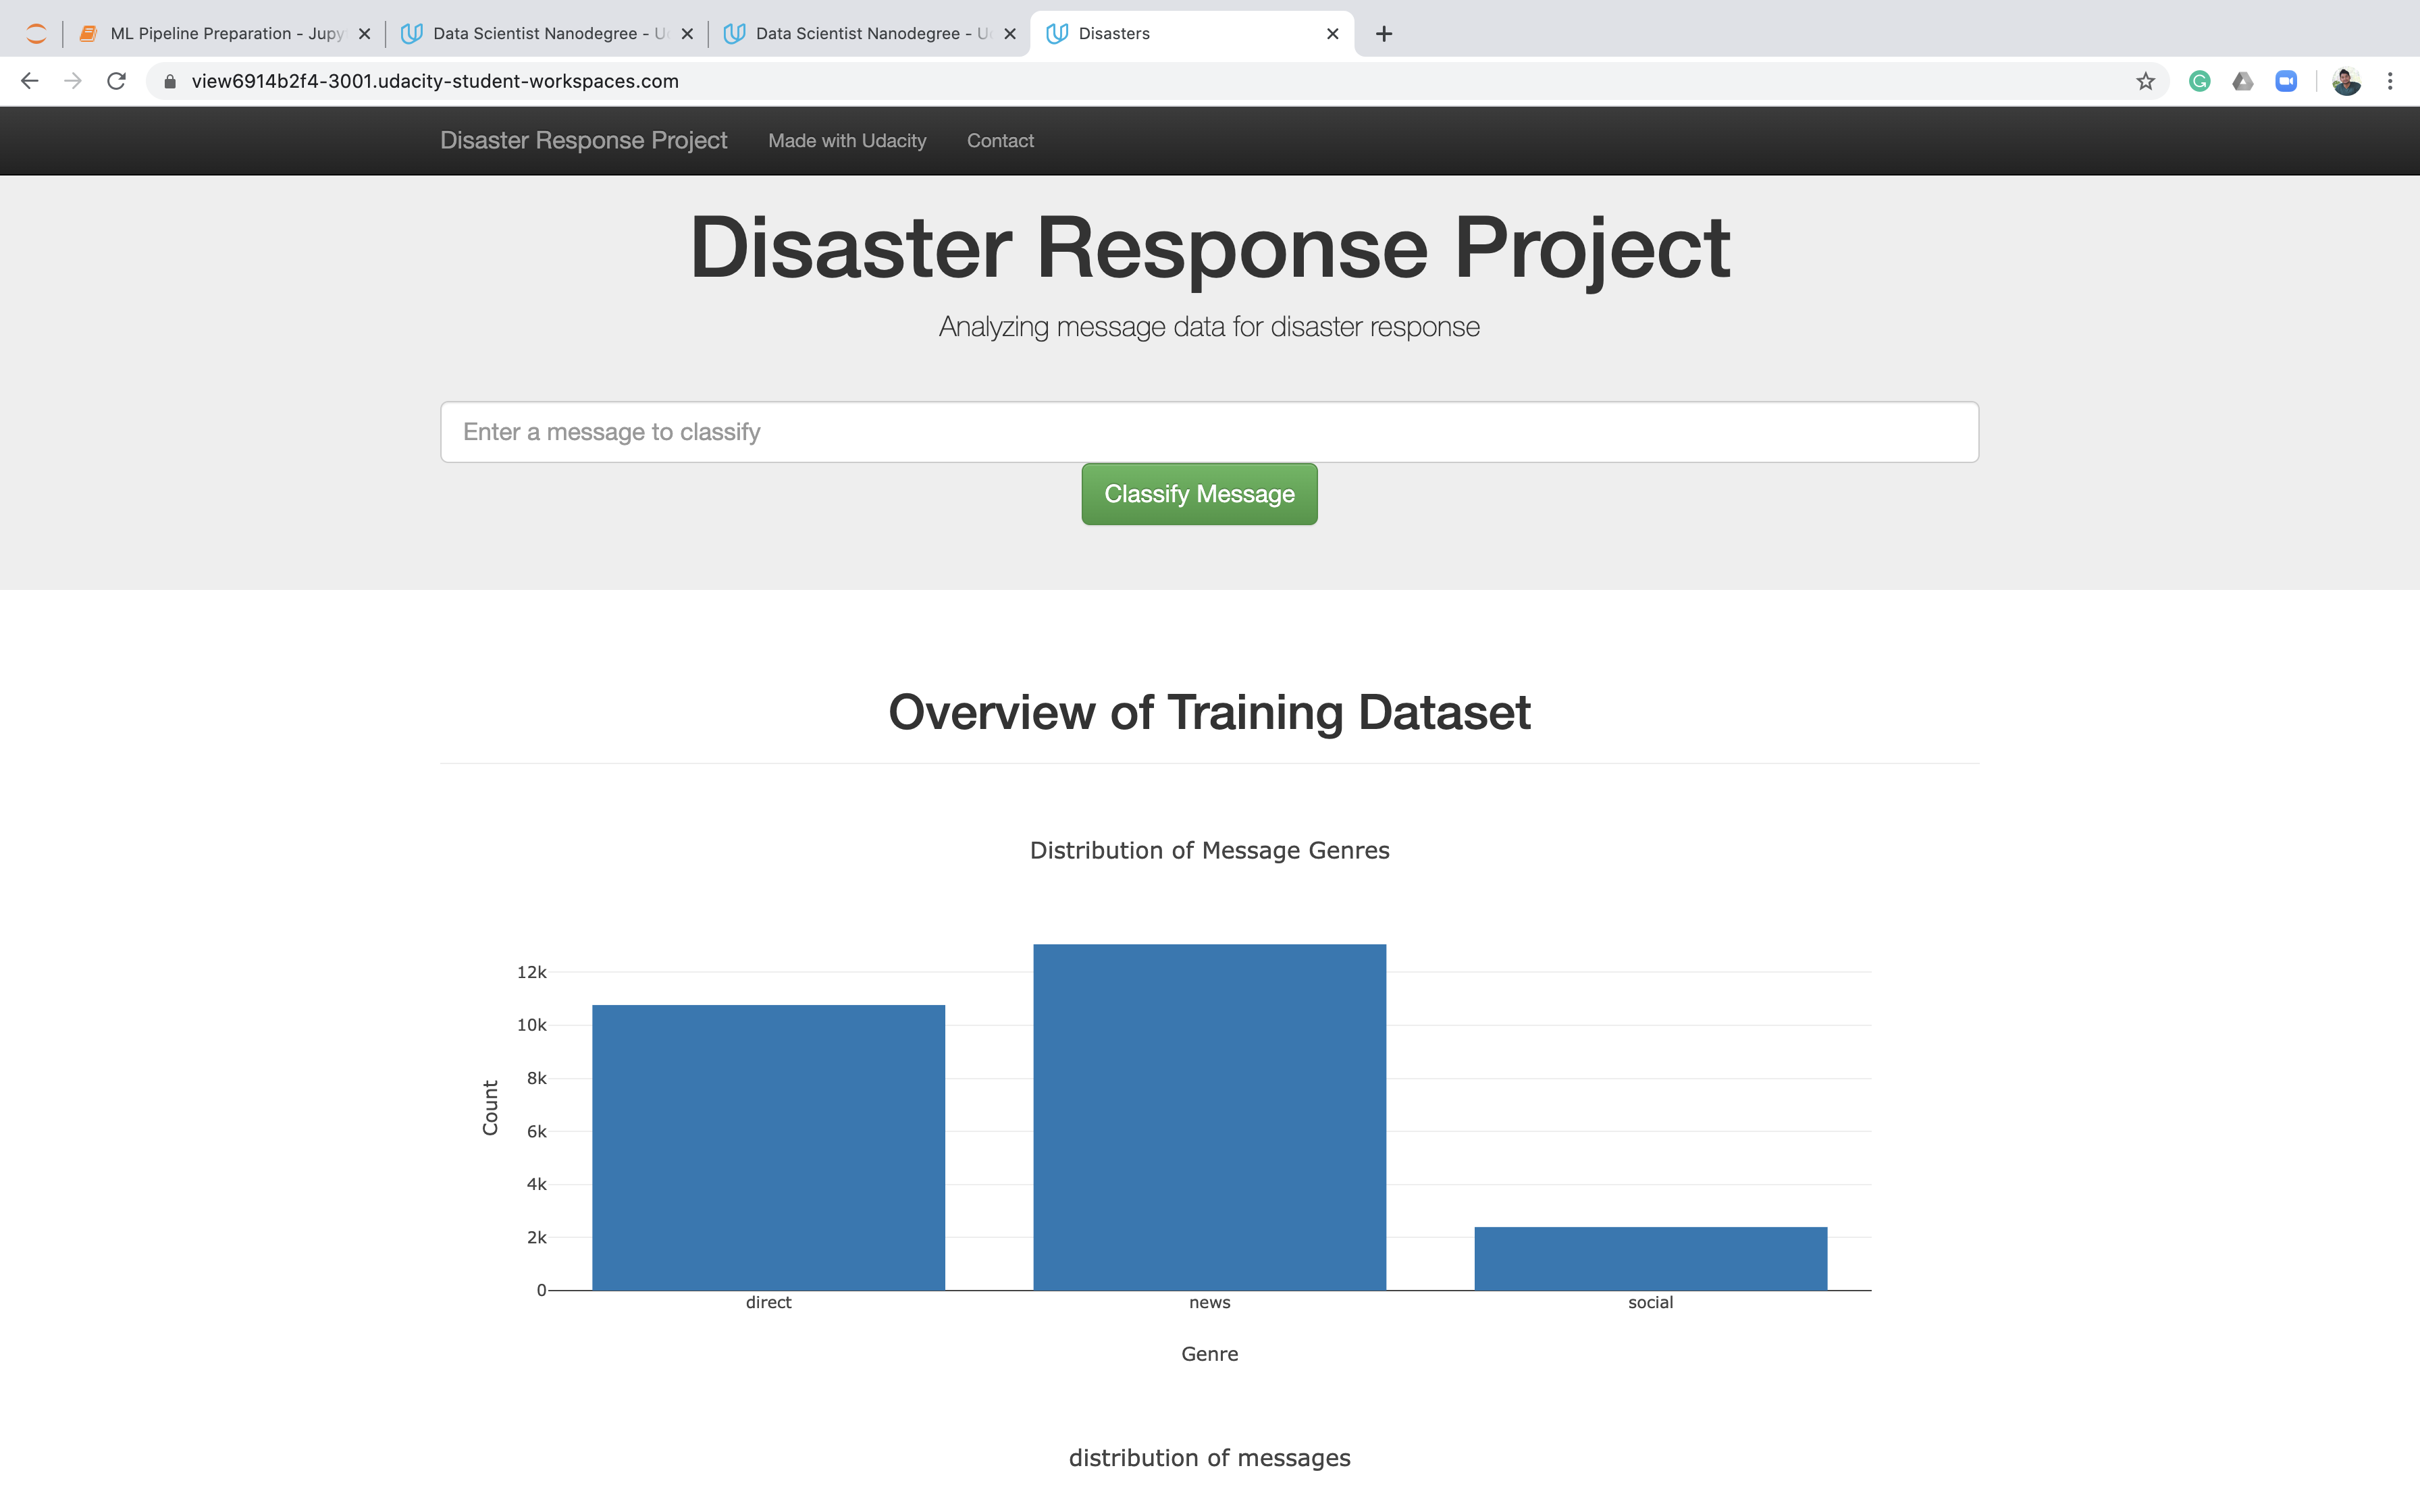 ML Pipeline Preparation - Jupy
Data Scientist Nanodegree - U
Data Scientist Nanodegree - U
Disasters
view6914b2f4-3001.udacity-student-workspaces.com
Disaster Response Project
Made with Udacity
Contact
Disaster Response Project
Analyzing message data for disaster response
Enter a message to classify
Classify Message
Overview of Training Dataset
Distribution of Message Genres
12k
10k
8k
6k
4k
2k
0
Count
direct
news
social
Genre
distribution of messages